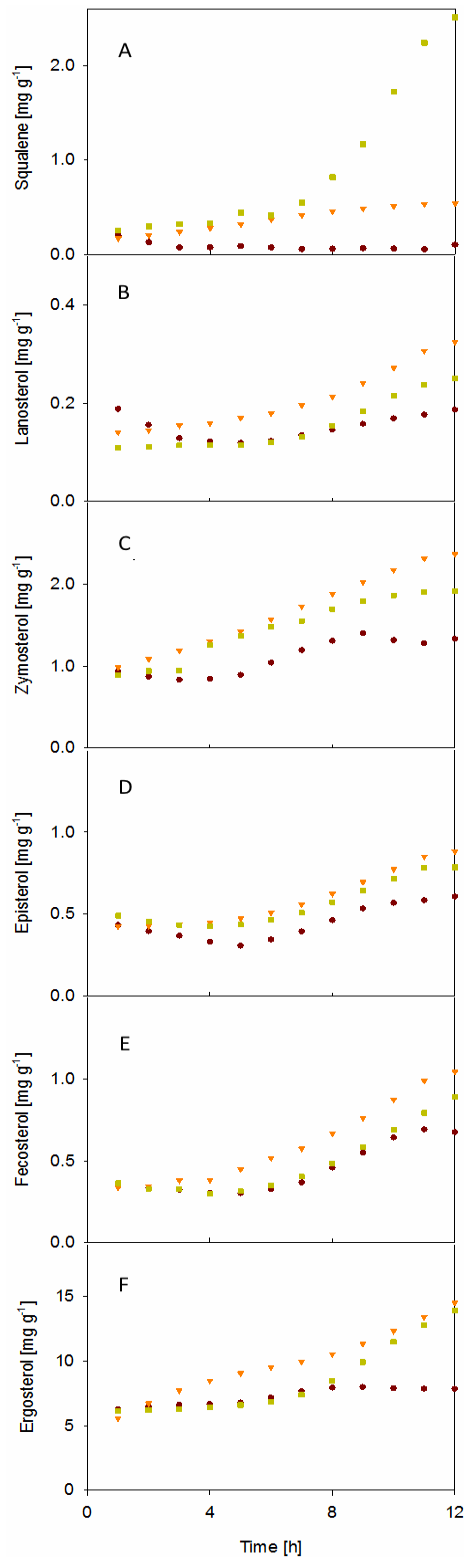 A
2.0
1.0
0.0
Squalene [mg g-1]
B
0.4
0.2
0.0
Lanosterol [mg g-1]
C
2.0
1.0
0.0
Zymosterol [mg g-1]
D
1.0
0.5
0.0
Episterol [mg g-1]
E
1.0
0.5
0.0
Fecosterol [mg g-1]
F
15
10
5
0
Ergosterol [mg g-1]
0 4 8 12
Time [h]